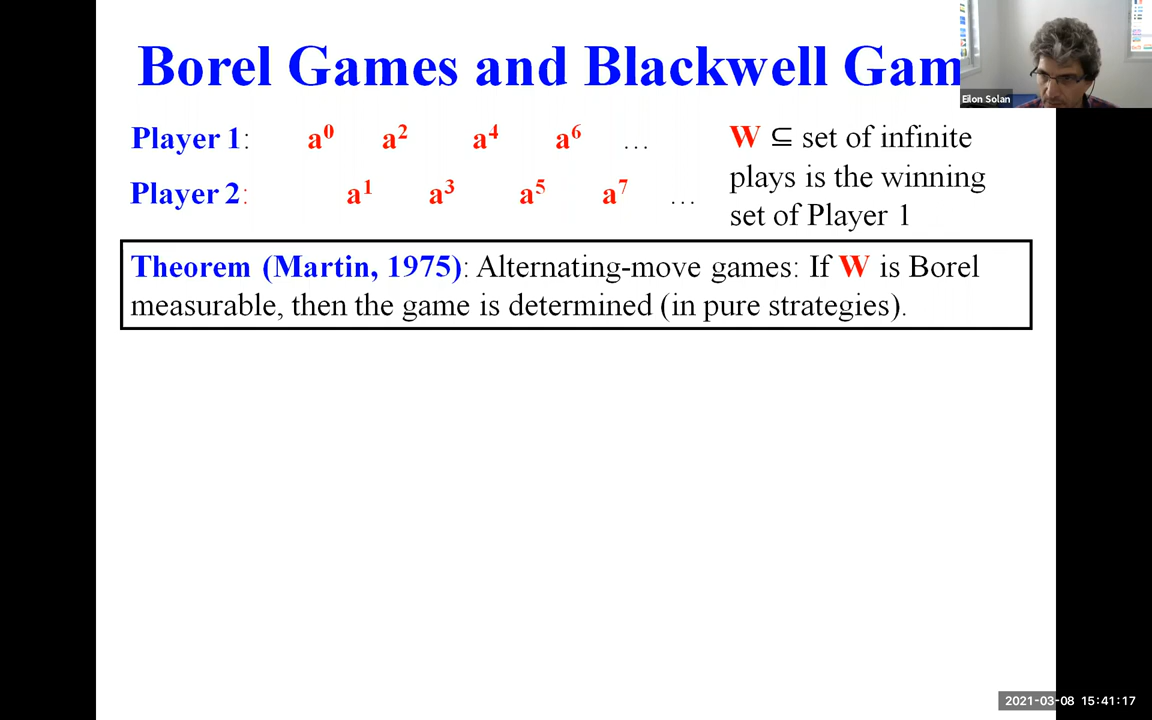 Borel Games and Blackwell Gam
Eilon Solan
Player 1: a⁰ a² a⁴ a⁶ …
Player 2: a¹ a³ a⁵ a⁷ …
W ⊆ set of infinite
plays is the winning
set of Player 1
Theorem (Martin, 1975): Alternating-move games: If W is Borel
measurable, then the game is determined (in pure strategies).
2021-03-08 15:41:17